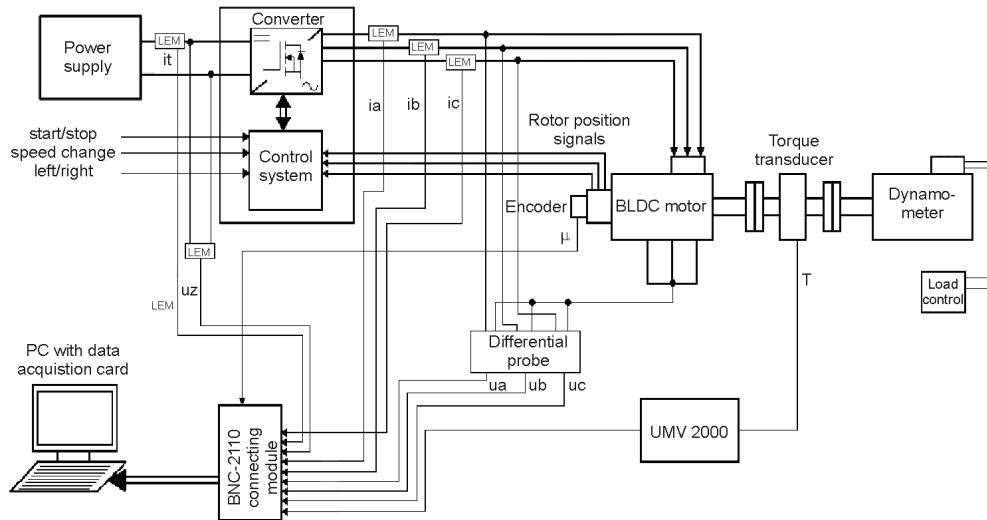 Converter
LEM
Power
supply
LEM
it
LEM
LEM
ia
ib
ic
start/stop
speed change
left/right
Control
system
Rotor position
signals
Torque
transducer
Encoder
BLDC motor
Dynamo-
meter
μ
LEM
uz
LEM
T
Load
control
PC with data
acquistion card
Differential
probe
ua
ub
uc
BNC-2110
connecting
module
UMV 2000